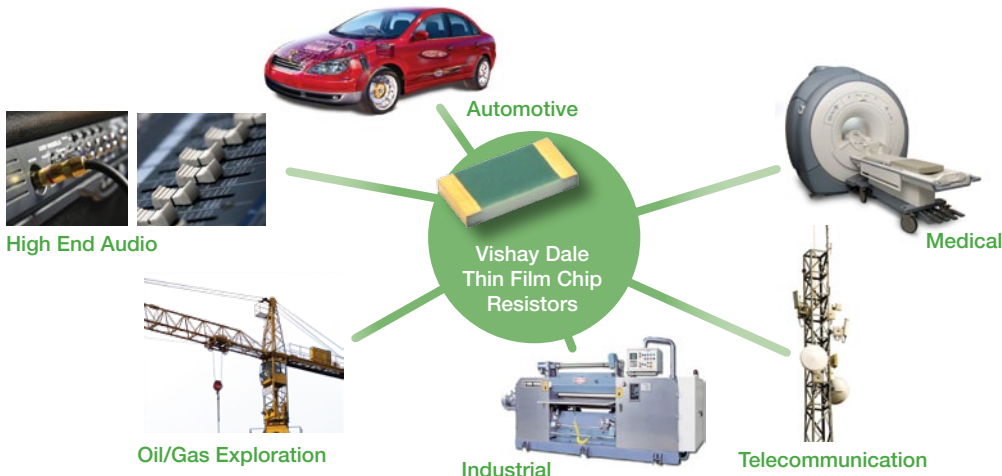 Automotive
High End Audio
Medical
Vishay Dale
Thin Film Chip
Resistors
Oil/Gas Exploration
Industrial
Telecommunication